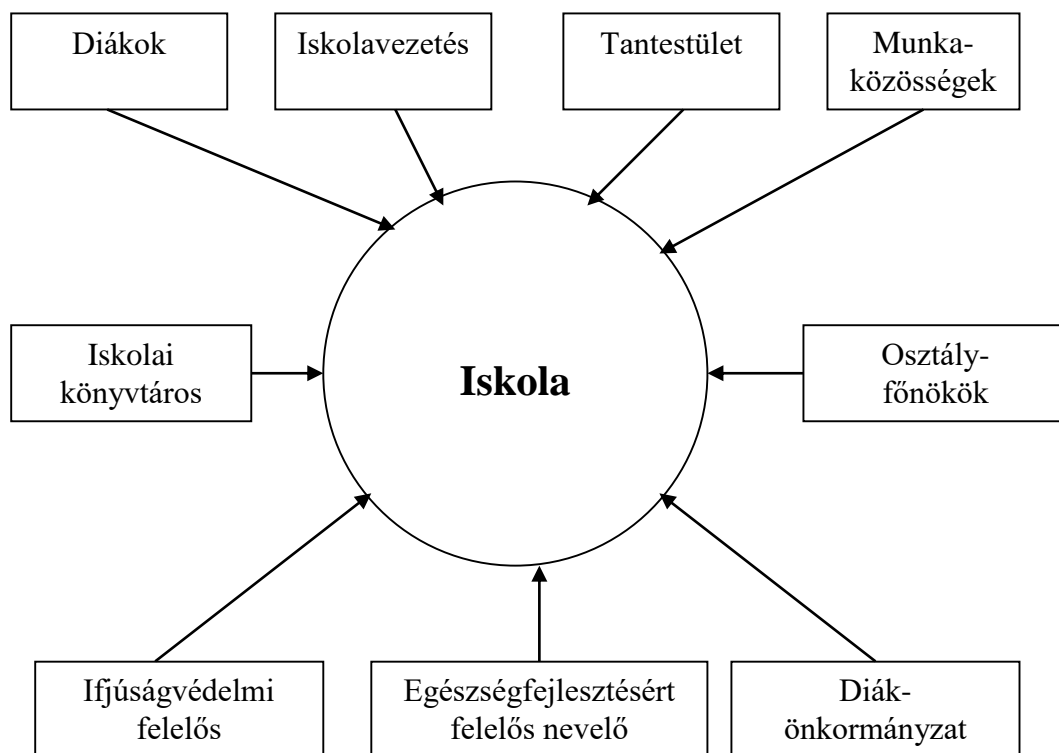 Diákok
Iskolavezetés
Tantestület
Munka-
közösségek
Iskolai
könyvtáros
Iskola
Osztály-
főnökök
Ifjúságvédelmi
felelős
Egészségfejlesztésért
felelős nevelő
Diák-
önkormányzat